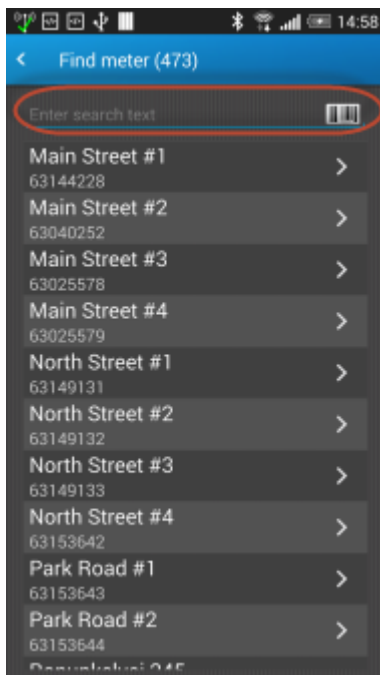 14:58
Find meter (473)
Enter search text
Main Street #1
63144228
Main Street #2
63040252
Main Street #3
63025578
Main Street #4
63025579
North Street #1
63149131
North Street #2
63149132
North Street #3
63149133
North Street #4
63153642
Park Road #1
63153643
Park Road #2
63153644